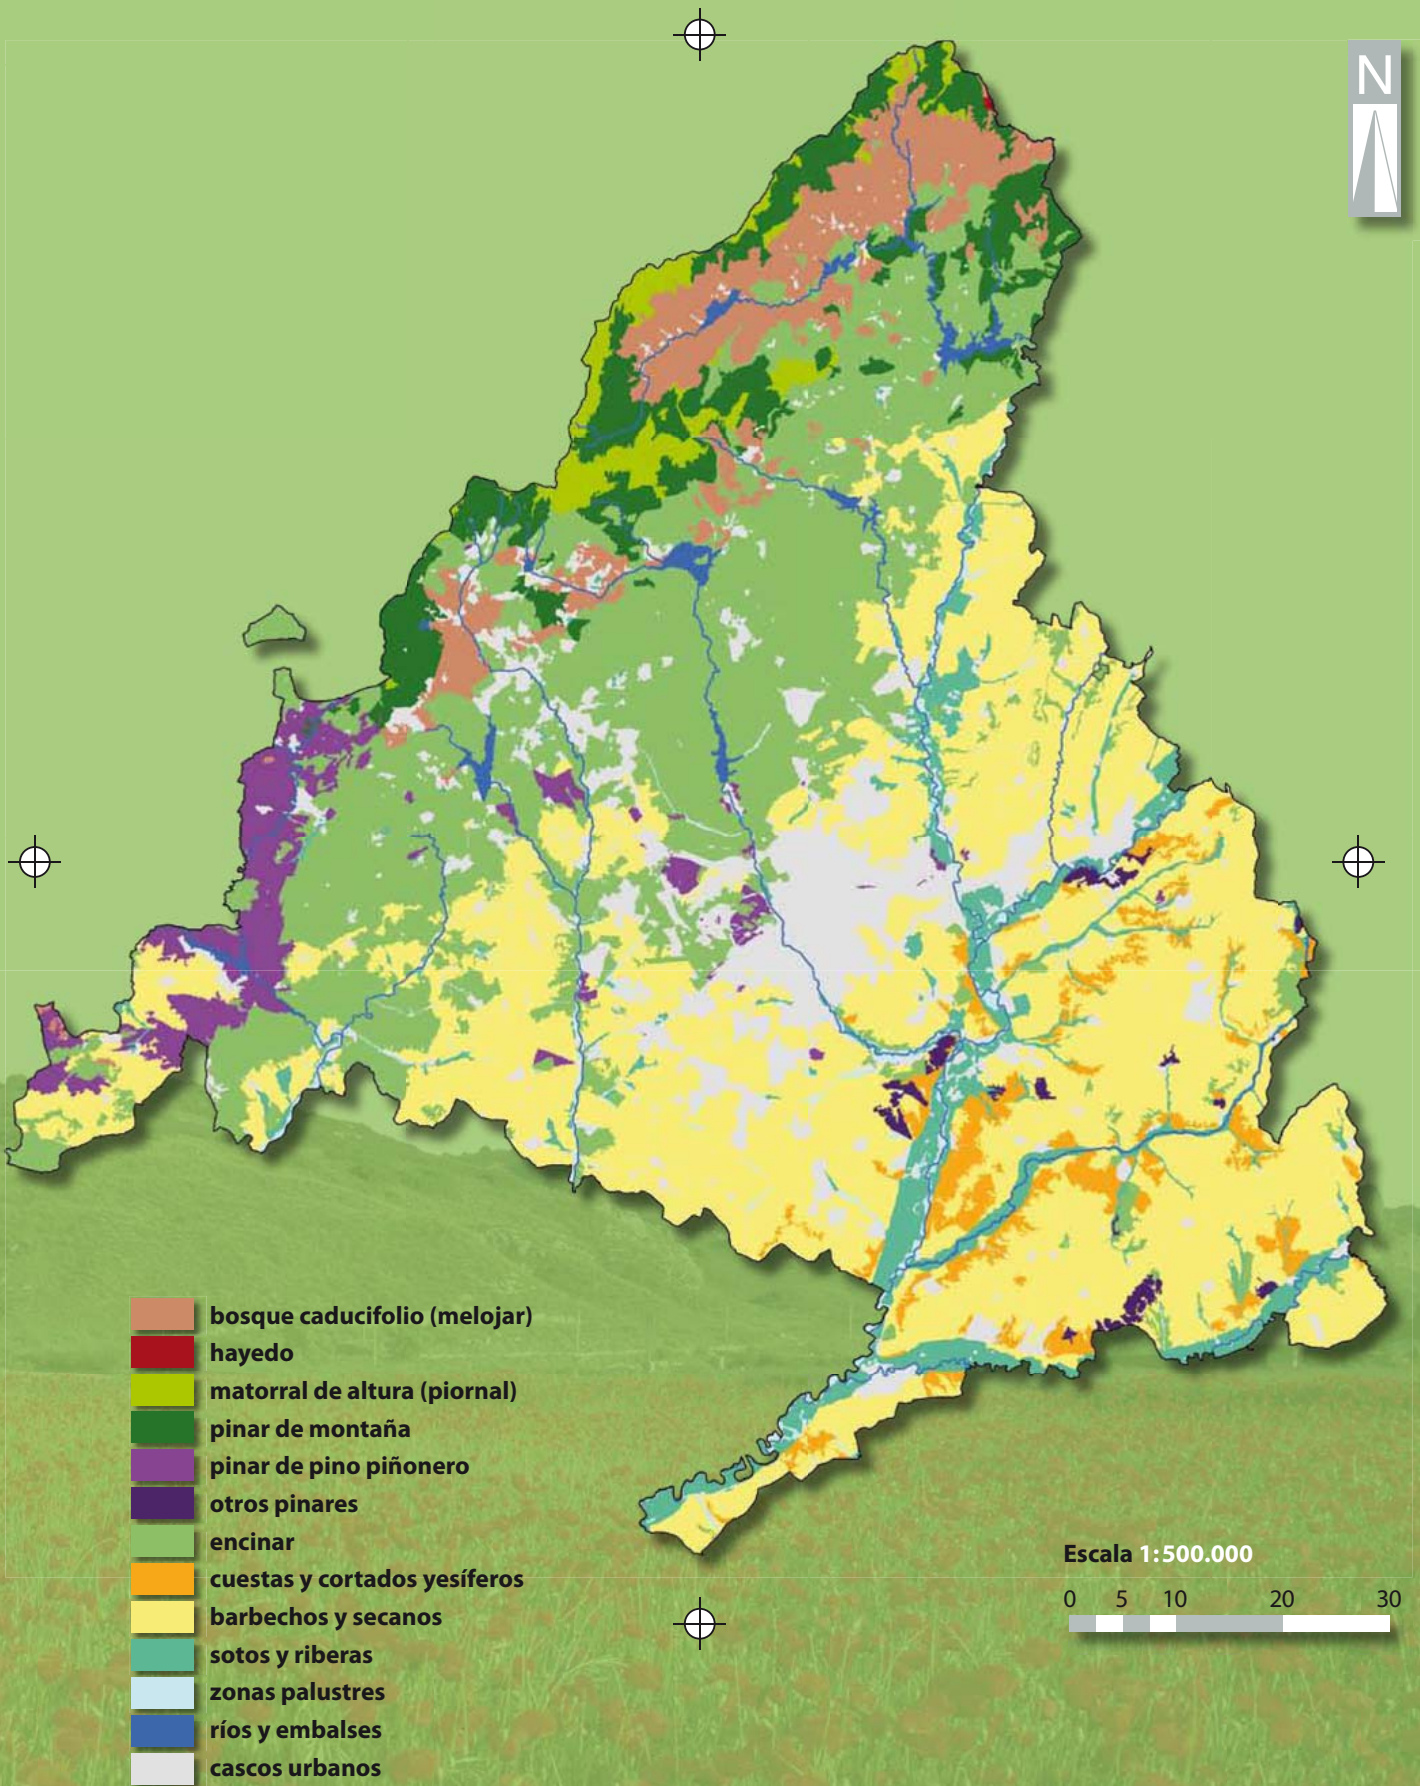 N
bosque caducifolio (melojar)
hayedo
matorral de altura (piornal)
pinar de montaña
pinar de pino piñonero
otros pinares
encinar
cuestas y cortados yesíferos
barbechos y secanos
sotos y riberas
zonas palustres
ríos y embalses
cascos urbanos
Escala 1:500.000
0 5 10 20 30